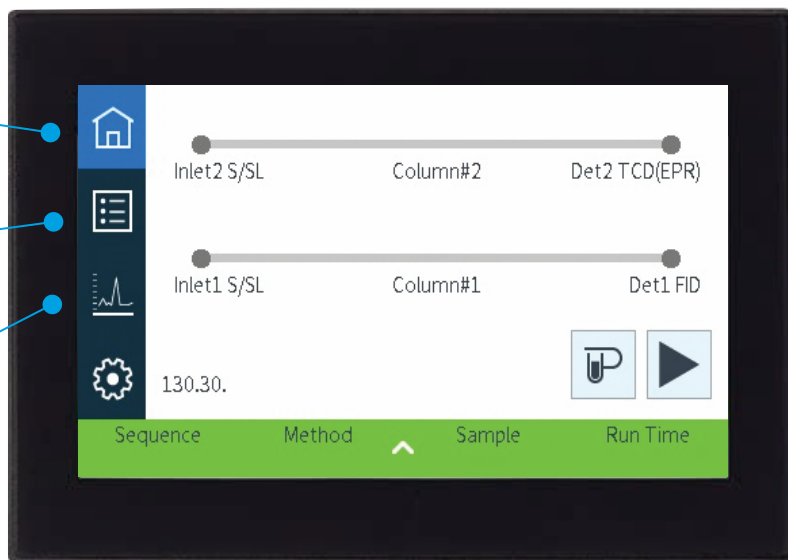 Inlet2 S/SL Column#2 Det2 TCD(EPR)
Inlet1 S/SL Column#1 Det1 FID
130.30.
Sequence Method Sample Run Time